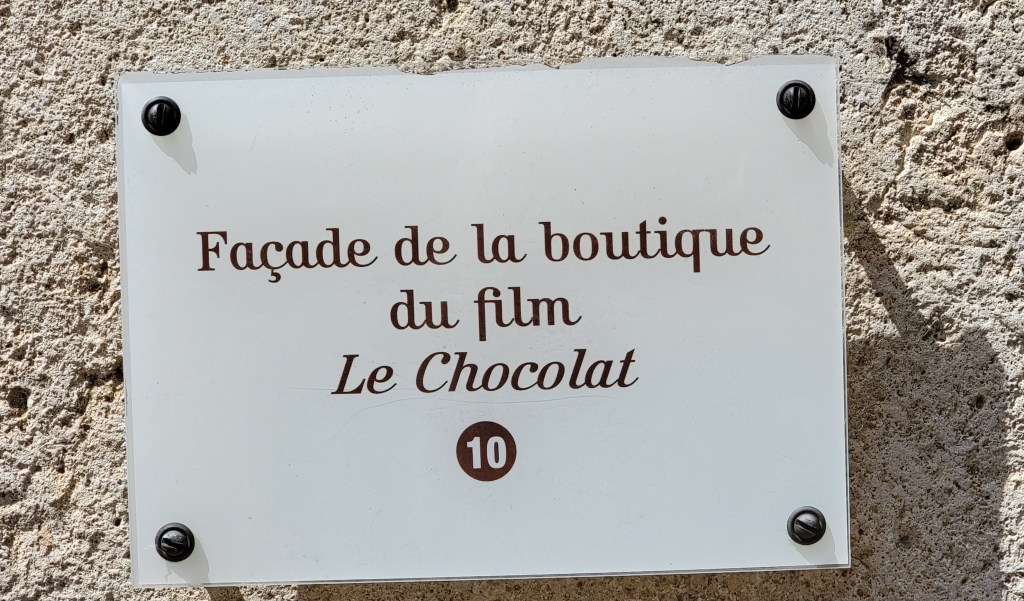 Façade de la boutique
du film
Le Chocolat
10